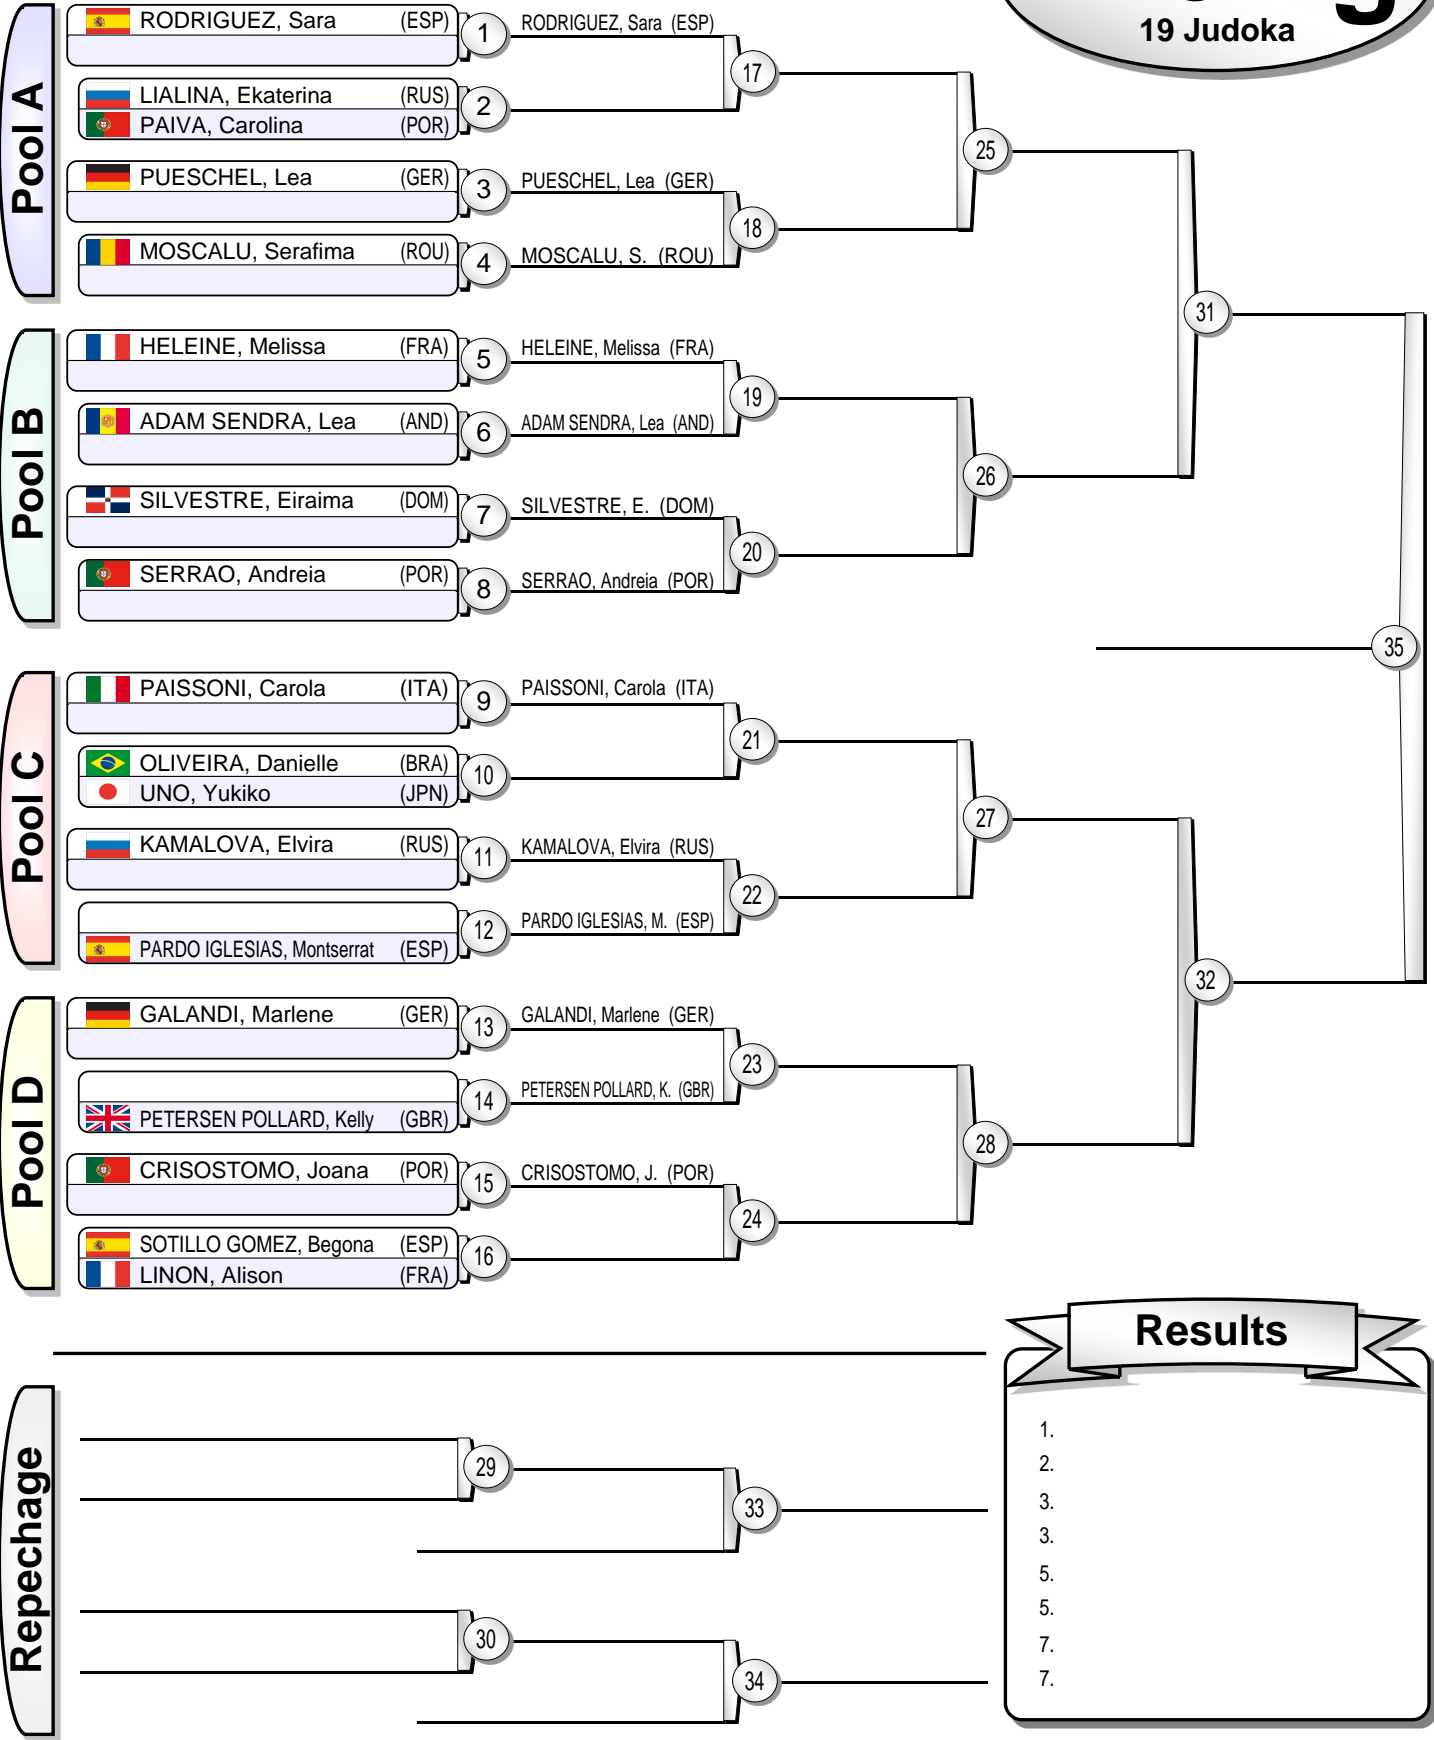 19 Judoka
Pool A
RODRIGUEZ, Sara (ESP) 1 RODRIGUEZ, Sara (ESP)
17
LIALINA, Ekaterina (RUS)
2
PAIVA, Carolina (POR)
25
PUESCHEL, Lea (GER) 3 PUESCHEL, Lea (GER)
18
MOSCALU, Serafima (ROU) 4 MOSCALU, S. (ROU)
31
Pool B
HELEINE, Melissa (FRA) 5 HELEINE, Melissa (FRA)
19
ADAM SENDRA, Lea (AND) 6 ADAM SENDRA, Lea (AND)
26
SILVESTRE, Eiraima (DOM) 7 SILVESTRE, E. (DOM)
20
SERRAO, Andreia (POR) 8 SERRAO, Andreia (POR)
35
Pool C
PAISSONI, Carola (ITA) 9 PAISSONI, Carola (ITA)
21
OLIVEIRA, Danielle (BRA)
10
UNO, Yukiko (JPN)
27
KAMALOVA, Elvira (RUS) 11 KAMALOVA, Elvira (RUS)
22
12 PARDO IGLESIAS, M. (ESP)
PARDO IGLESIAS, Montserrat (ESP)
32
Pool D
GALANDI, Marlene (GER) 13 GALANDI, Marlene (GER)
23
14 PETERSEN POLLARD, K. (GBR)
PETERSEN POLLARD, Kelly (GBR)
28
CRISOSTOMO, Joana (POR) 15 CRISOSTOMO, J. (POR)
24
SOTILLO GOMEZ, Begona (ESP)
16
LINON, Alison (FRA)
Repechage
29
33
30
34
Results
1.
2.
3.
3.
5.
5.
7.
7.